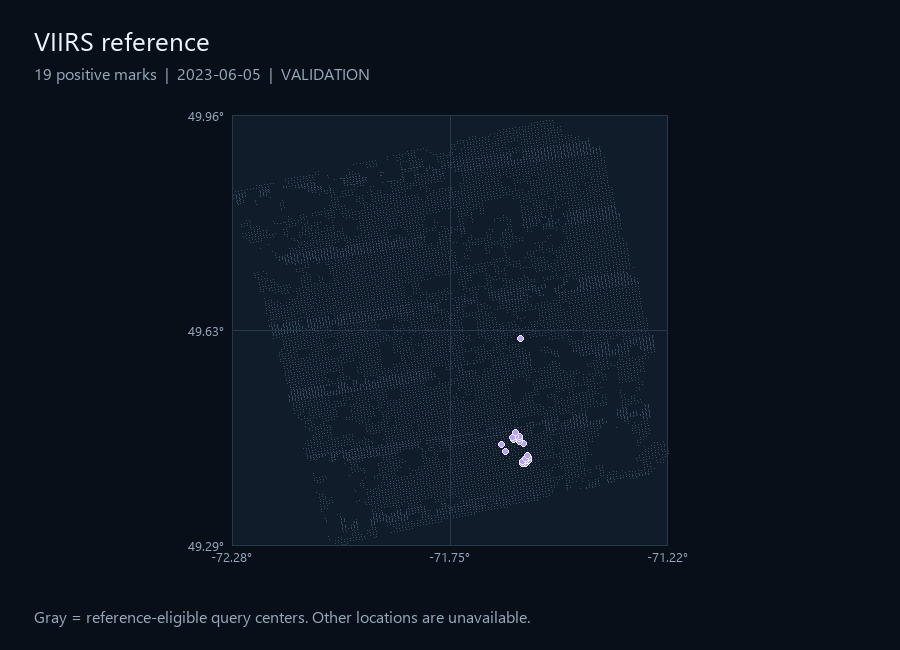 VIIRS reference
19 positive marks | 2023-06-05 | VALIDATION
49.96°
49.63°
49.29°
-72.28°
-71.75°
-71.22°
Gray = reference-eligible query centers. Other locations are unavailable.